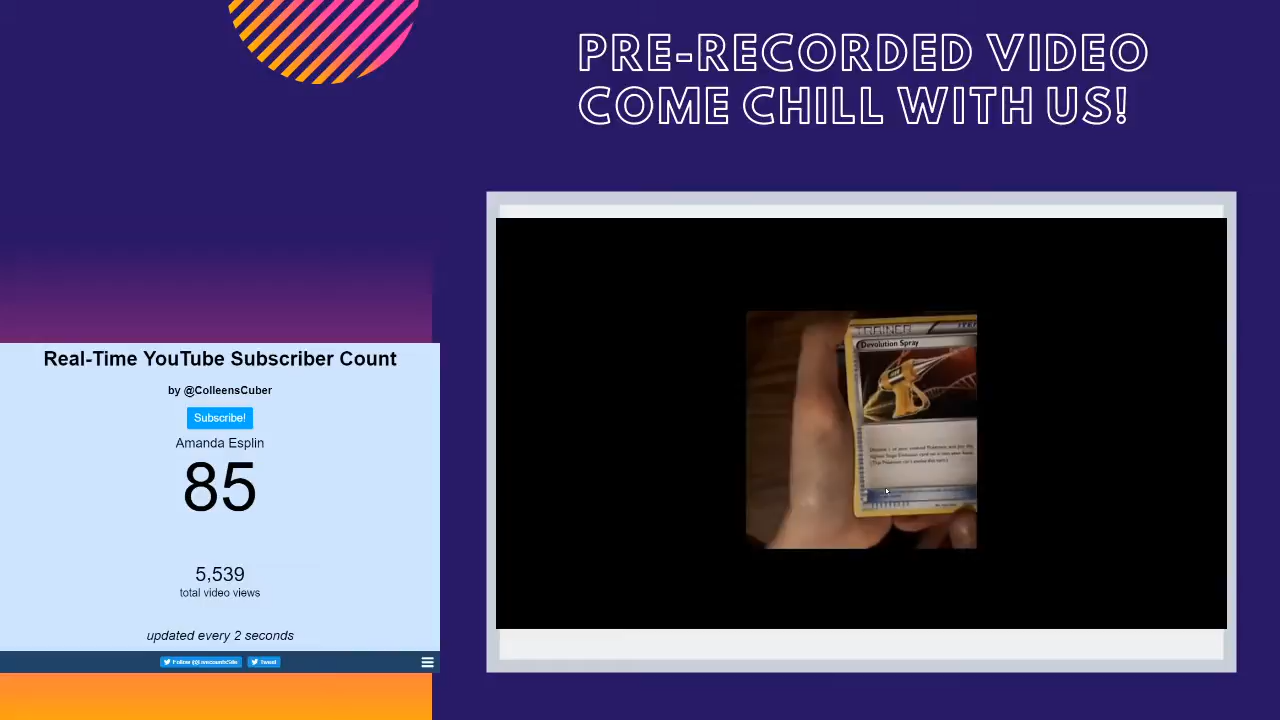 PRE-RECORDED VIDEO
COME CHILL WITH US!
Real-Time YouTube Subscriber Count
by @ColleensCuber
Subscribe!
Amanda Esplin
85
5,539
total video views
updated every 2 seconds
Tweet
TRAINER
Devolution Spray